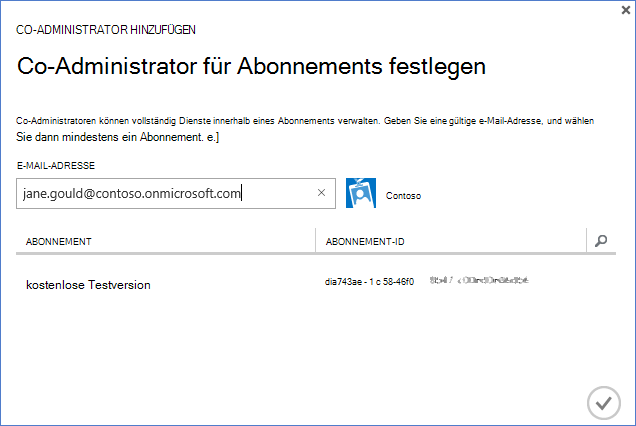 CO-ADMINISTRATOR HINZUFÜGEN
Co-Administrator für Abonnements festlegen
Co-Administratoren können vollständig Dienste innerhalb eines Abonnements verwalten. Geben Sie eine gültige e-Mail-Adresse, und wählen
Sie dann mindestens ein Abonnement. e.]
E-MAIL-ADRESSE
jane.gould@contoso.onmicrosoft.com
Contoso
ABONNEMENT ABONNEMENT-ID
kostenlose Testversion dia743ae - 1 c 58-46f0